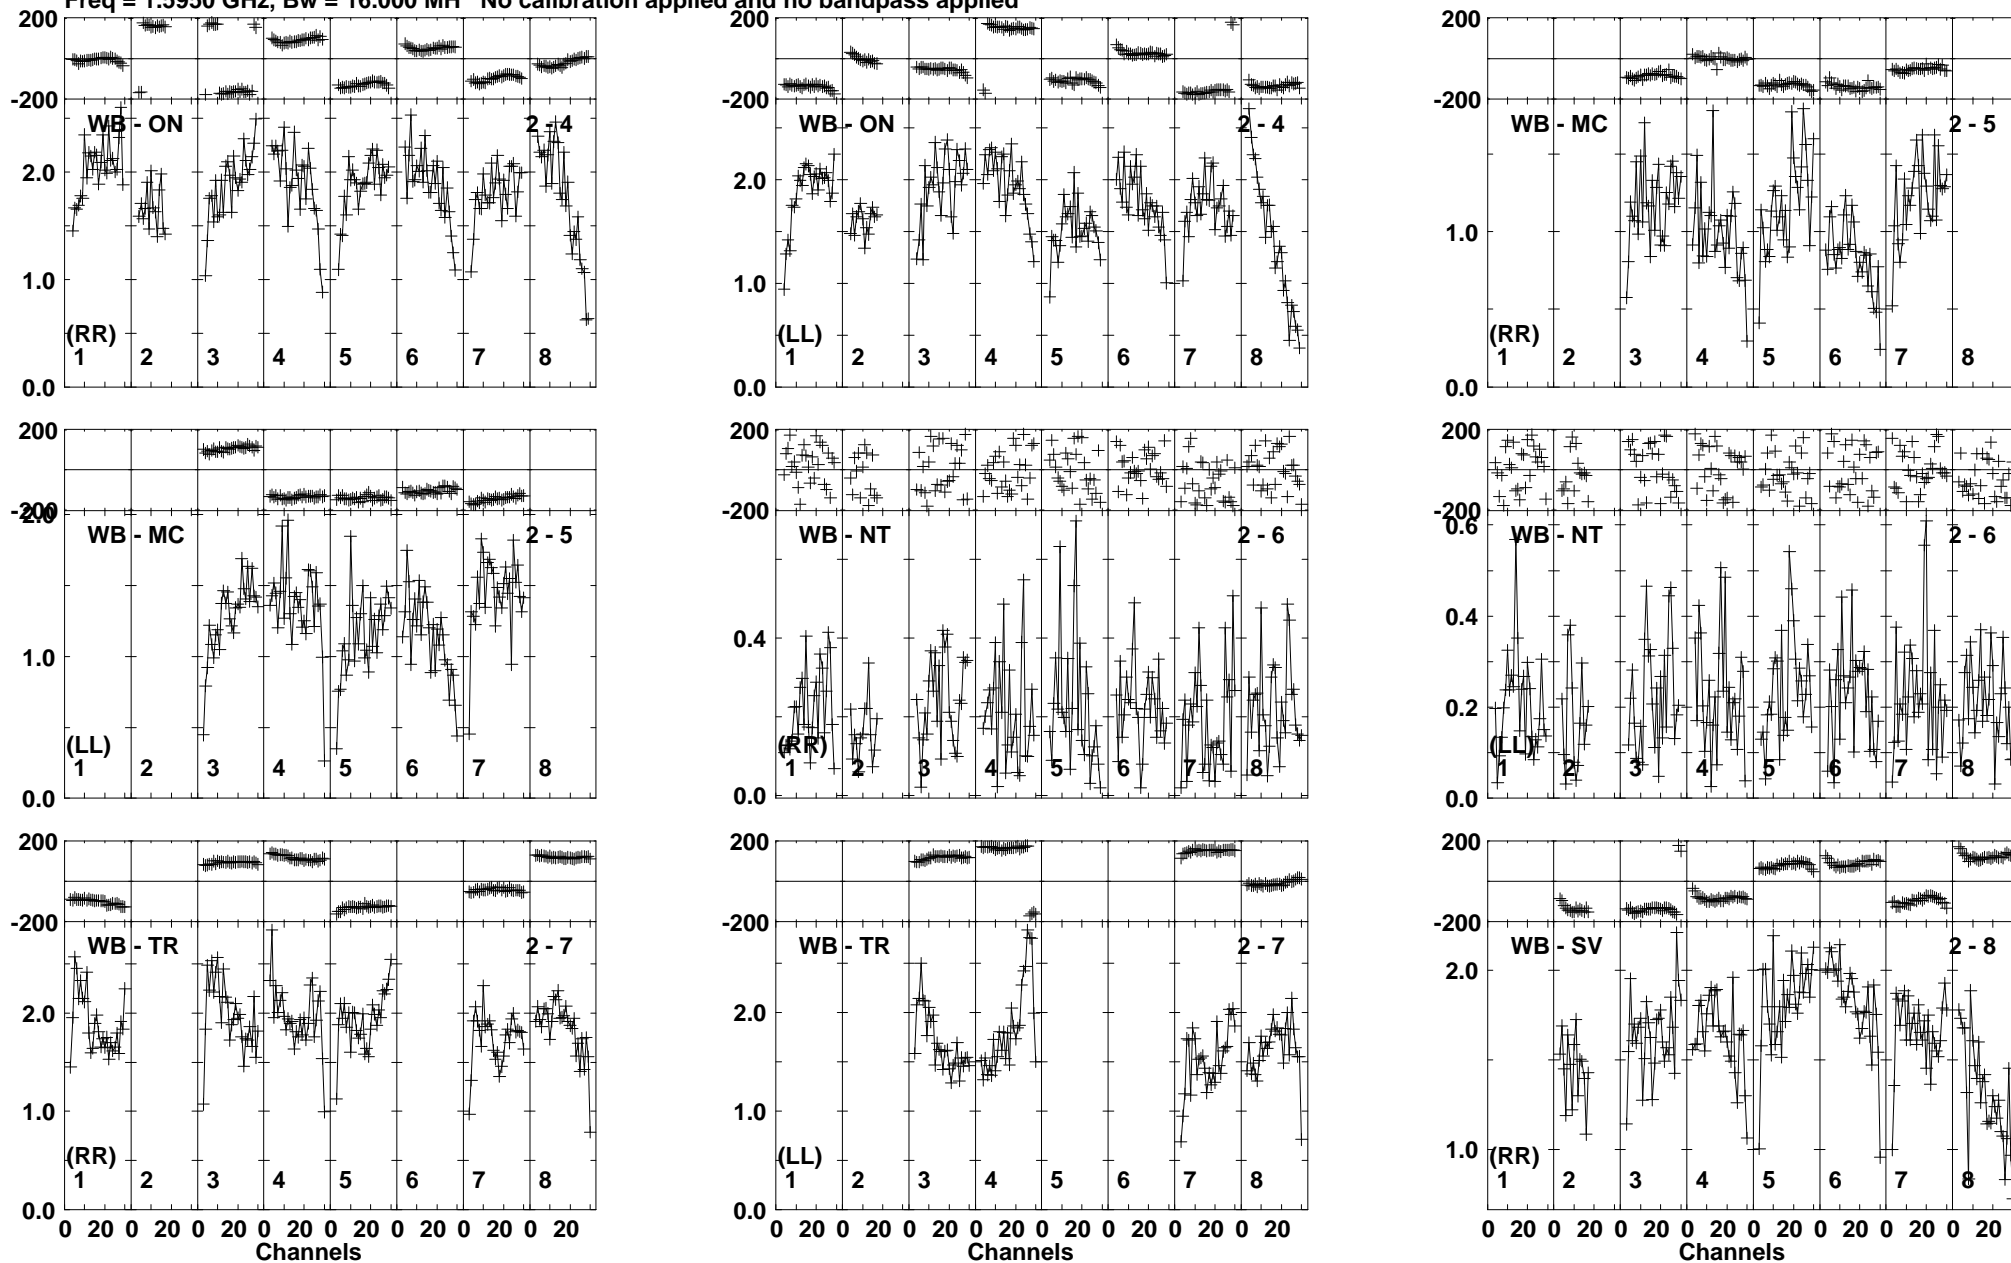 Freq = 1.5950 GHz, Bw = 16.000 MH No calibration applied and no bandpass applied
200 200 200
-200 -200 -200
WB - ON 2 - 4 WB - ON 2 - 4 WB - MC 2 - 5
2.0 2.0
1.0 1.0 1.0
(RR) (LL) (RR)
1 2 3 4 5 6 7 8 1 2 3 4 5 6 7 8 1 2 3 4 5 6 7 8
0.0 0.0 0.0
200 200 200
-200 -200 -200
2.0 0.6
WB - MC 2 - 5 WB - NT 2 - 6 WB - NT 2 - 6
1.0 0.4 0.4
0.2
(LL) (RR) (LL)
1 2 3 4 5 6 7 8 1 2 3 4 5 6 7 8 1 2 3 4 5 6 7 8
0.0 0.0 0.0
200 200 200
-200 -200 -200
WB - TR 2 - 7 WB - TR 2 - 7 WB - SV 2 - 8
2.0 2.0 2.0
1.0 1.0 1.0
(RR) (LL) (RR)
1 2 3 4 5 6 7 8 1 2 3 4 5 6 7 8 1 2 3 4 5 6 7 8
0.0 0.0
0 20 0 20 0 20 0 20 0 20 0 20 0 20 0 20 0 20 0 20 0 20 0 20 0 20 0 20 0 20 0 20 0 20 0 20 0 20 0 20 0 20 0 20 0 20 0 20
Channels Channels Channels